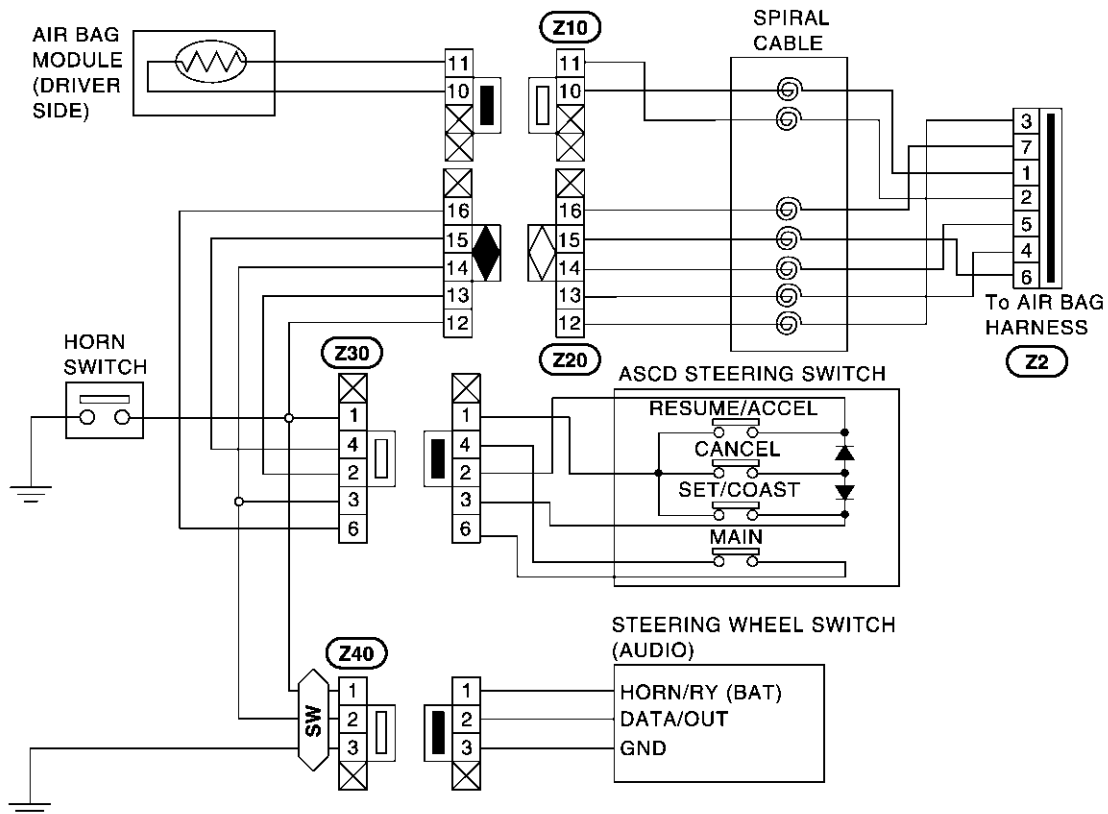 AIR BAG
MODULE
(DRIVER
SIDE)
11
10
16
15
14
13
12
Z10
11
10
16
15
14
13
12
Z20
SPIRAL
CABLE
3
7
1
2
5
4
6
To AIR BAG
HARNESS
Z2
HORN
SWITCH
Z30
1
4
2
3
6
1
4
2
3
6
ASCD STEERING SWITCH
RESUME/ACCEL
CANCEL
SET/COAST
MAIN
Z40
SW
1
2
3
1
2
3
STEERING WHEEL SWITCH
(AUDIO)
HORN/RY (BAT)
DATA/OUT
GND